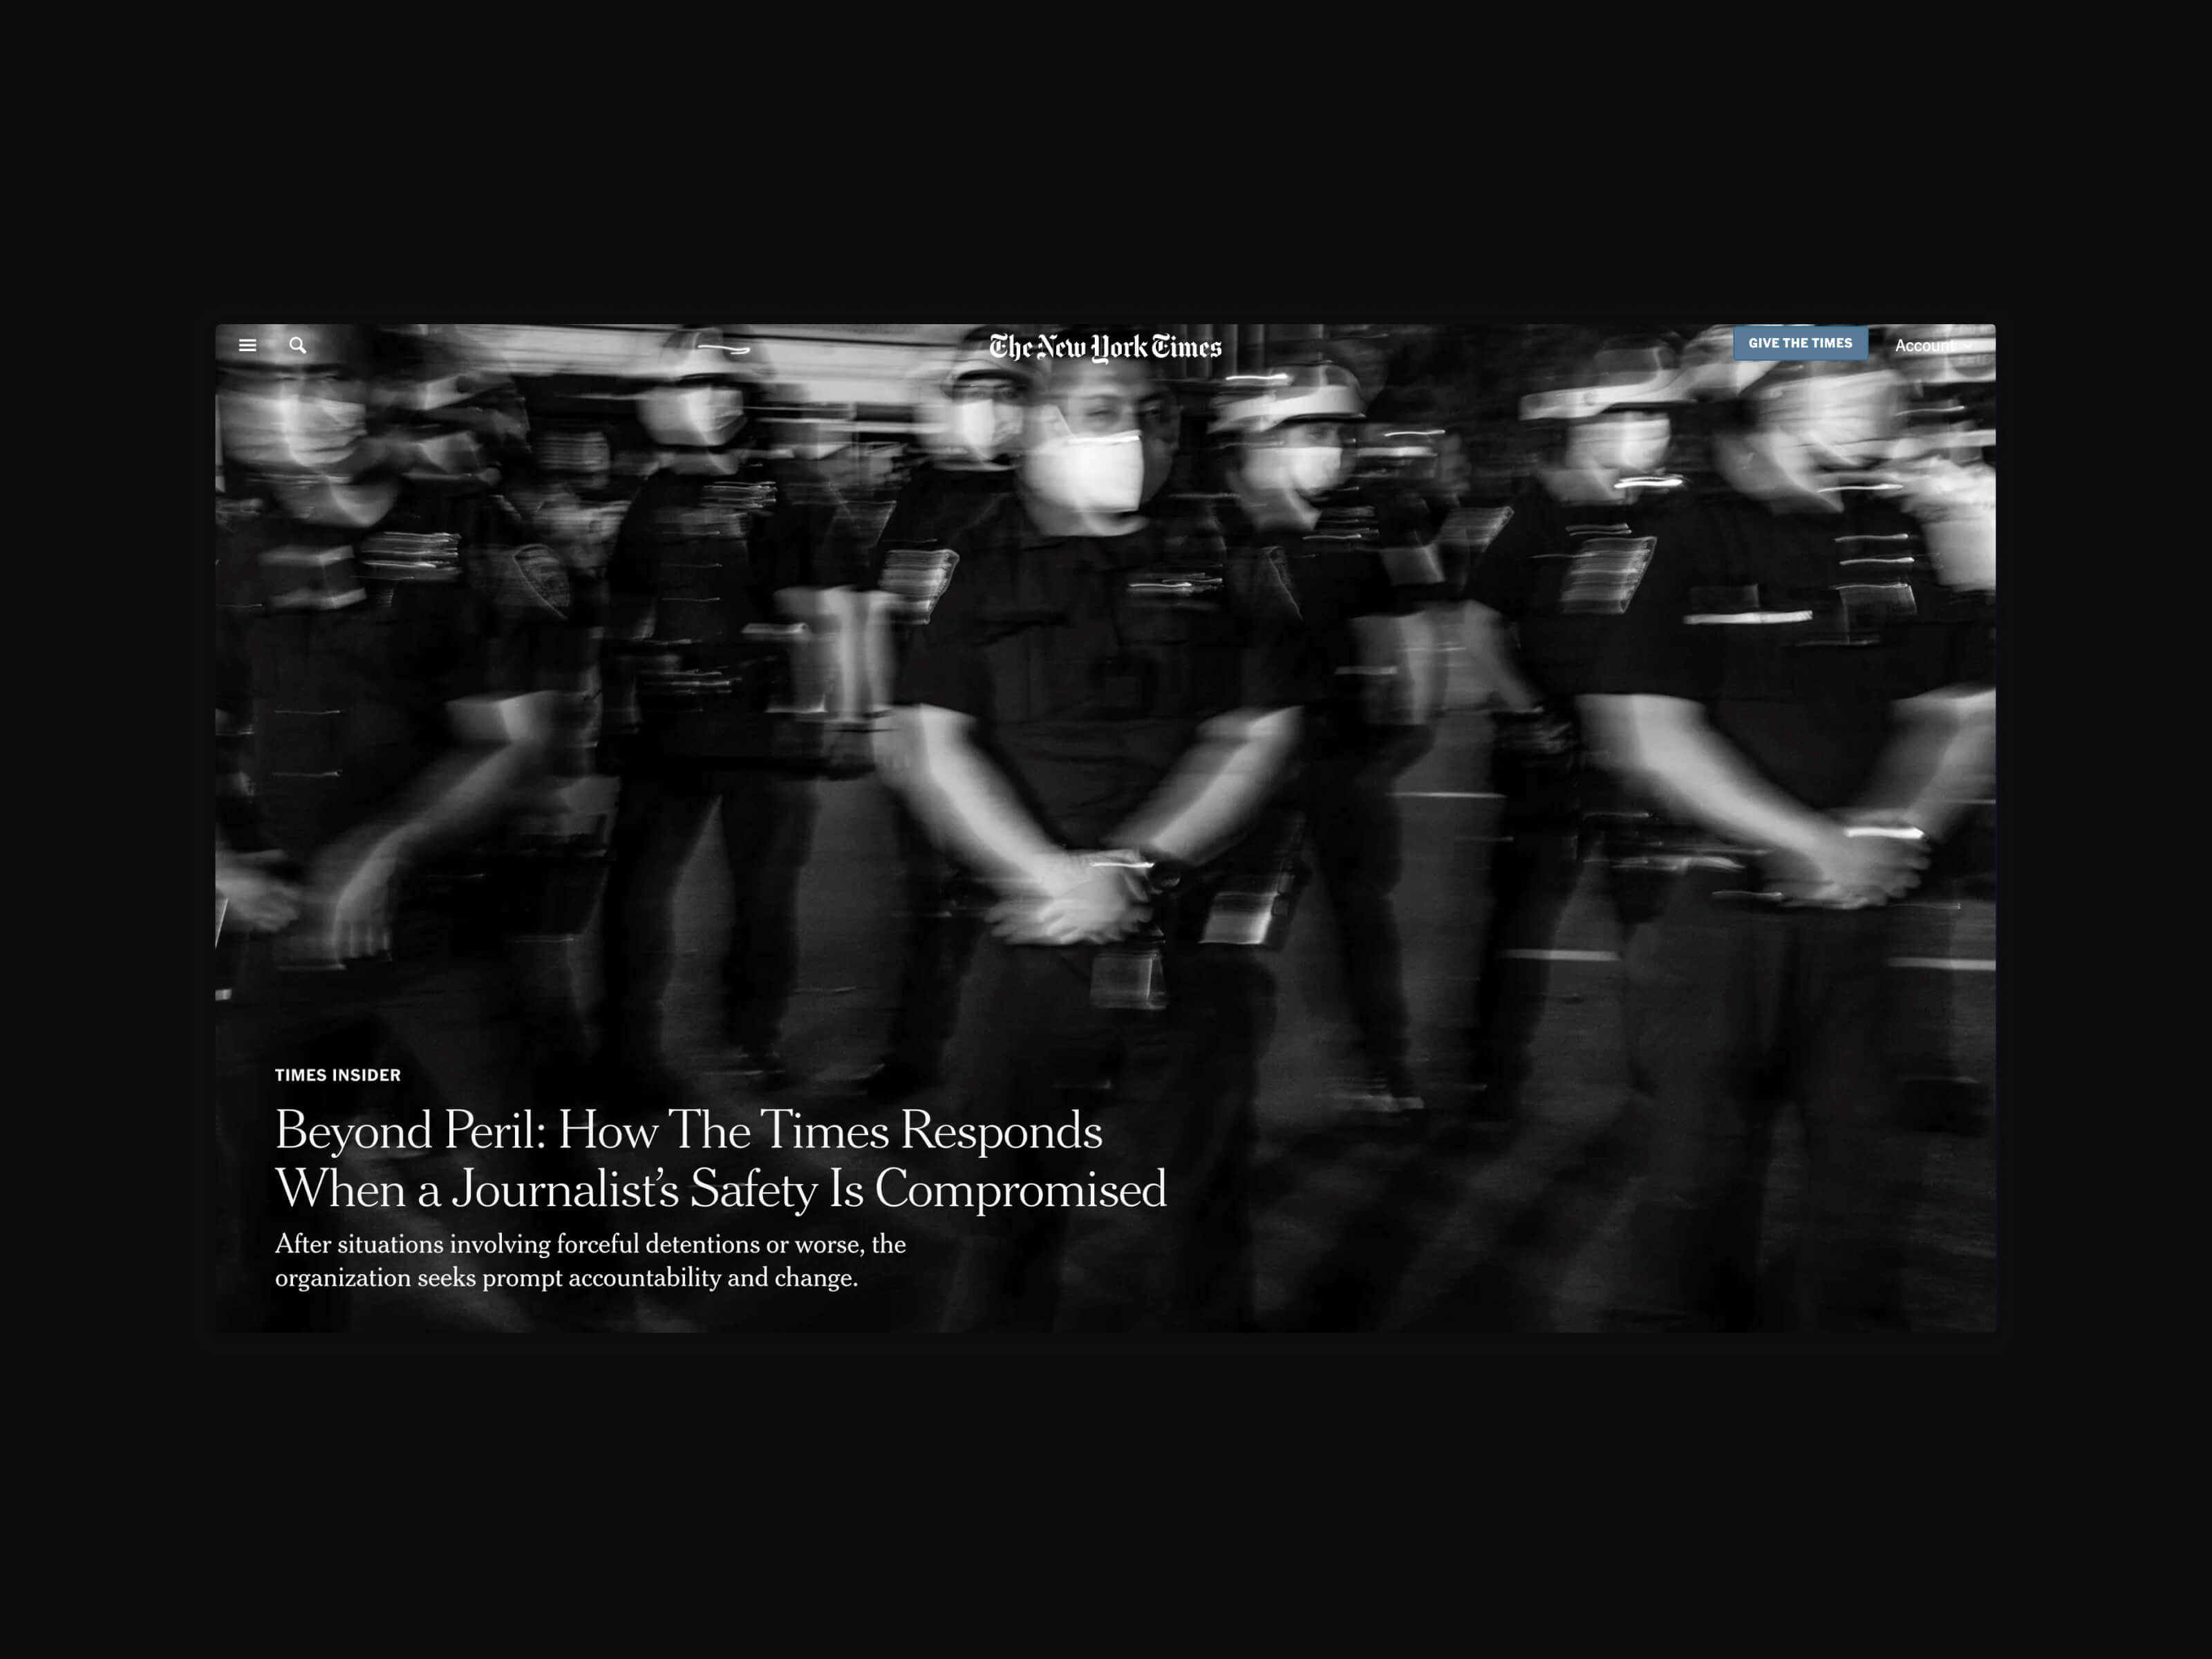 The New York Times
GIVE THE TIMES
Account
TIMES INSIDER
Beyond Peril: How The Times Responds
When a Journalist’s Safety Is Compromised
After situations involving forceful detentions or worse, the
organization seeks prompt accountability and change.